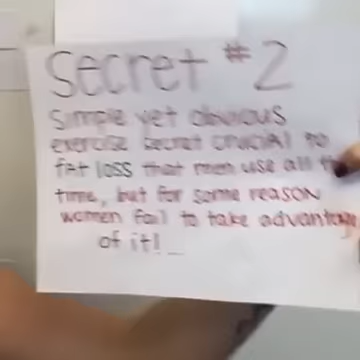 Secret #2
Simple yet obvious
exercise secret crucial to
fat loss that men use all the
time, but for some reason
women fail to take advantage
of it!...